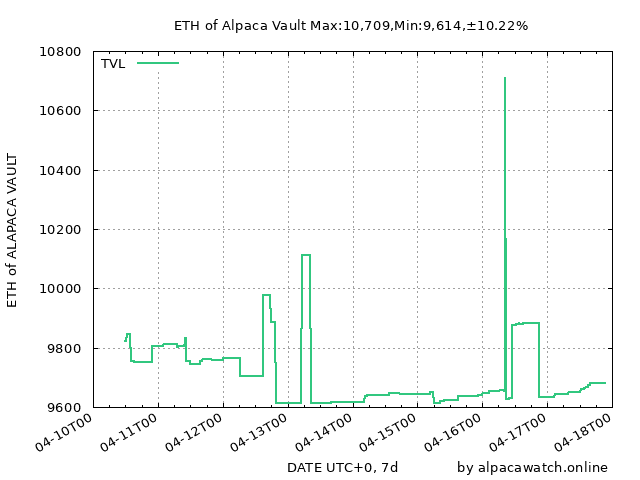 ETH of Alpaca Vault Max:10,709,Min:9,614,±10.22%
TVL
10800
10600
10400
10200
10000
9800
9600
ETH of ALAPACA VAULT
04-10T00
04-11T00
04-12T00
04-13T00
04-14T00
04-15T00
04-16T00
04-17T00
04-18T00
DATE UTC+0, 7d
by alpacawatch.online